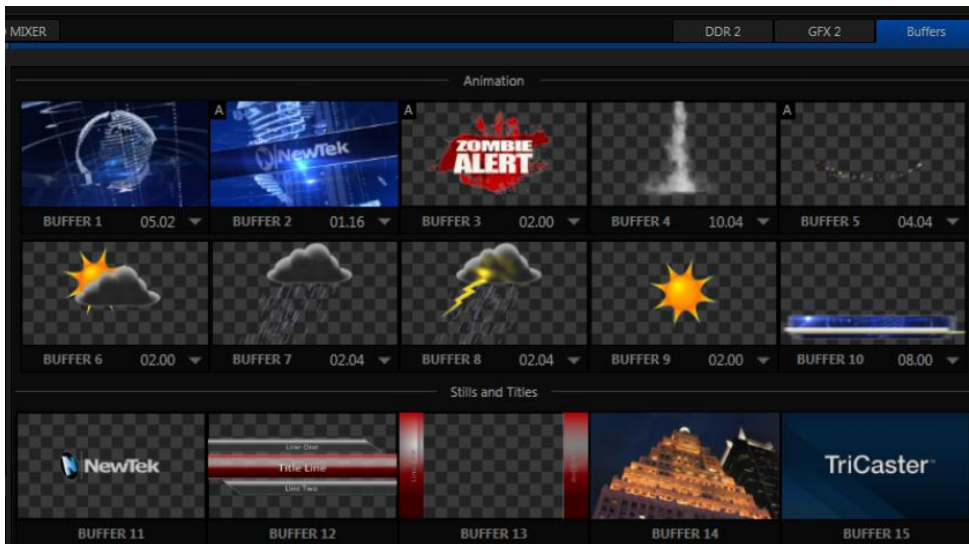 MIXER
DDR 2
GFX 2
Buffers
Animation
A
NewTek
A
ZOMBIE
ALERT
A
BUFFER 1 05.02
BUFFER 2 01.16
BUFFER 3 02.00
BUFFER 4 10.04
BUFFER 5 04.04
BUFFER 6 02.00
BUFFER 7 02.04
BUFFER 8 02.04
BUFFER 9 02.00
BUFFER 10 08.00
Stills and Titles
NewTek
Line One
Title Line
Line Two
TriCaster
BUFFER 11
BUFFER 12
BUFFER 13
BUFFER 14
BUFFER 15